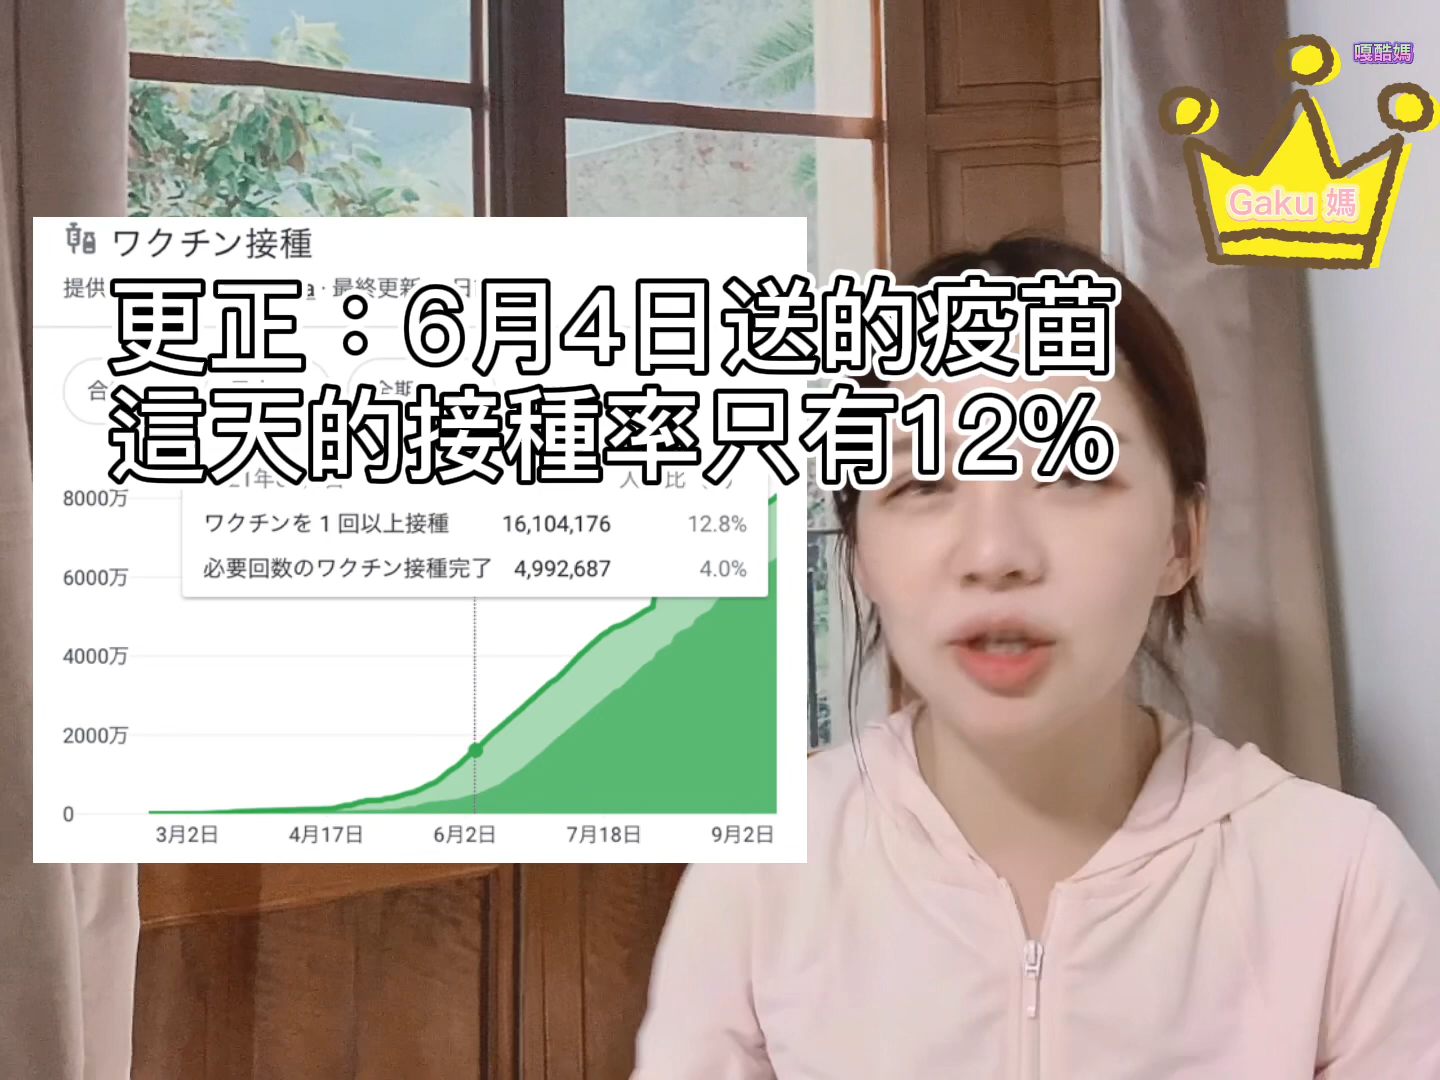 嘎酷媽
Gaku 媽
ワクチン接種
提供 · 最終更新 日
更正：6月4日送的疫苗
這天的接種率只有12%
ワクチンを 1 回以上接種 16,104,176 12.8%
必要回数のワクチン接種完了 4,992,687 4.0%
8000万
6000万
4000万
2000万
0
3月2日 4月17日 6月2日 7月18日 9月2日